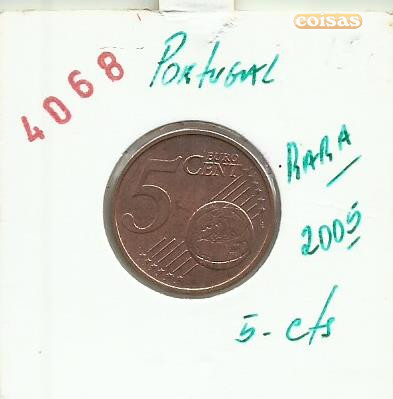 coisas
4068
Portugal
5 EURO CENT
RARA
2005
5-cts